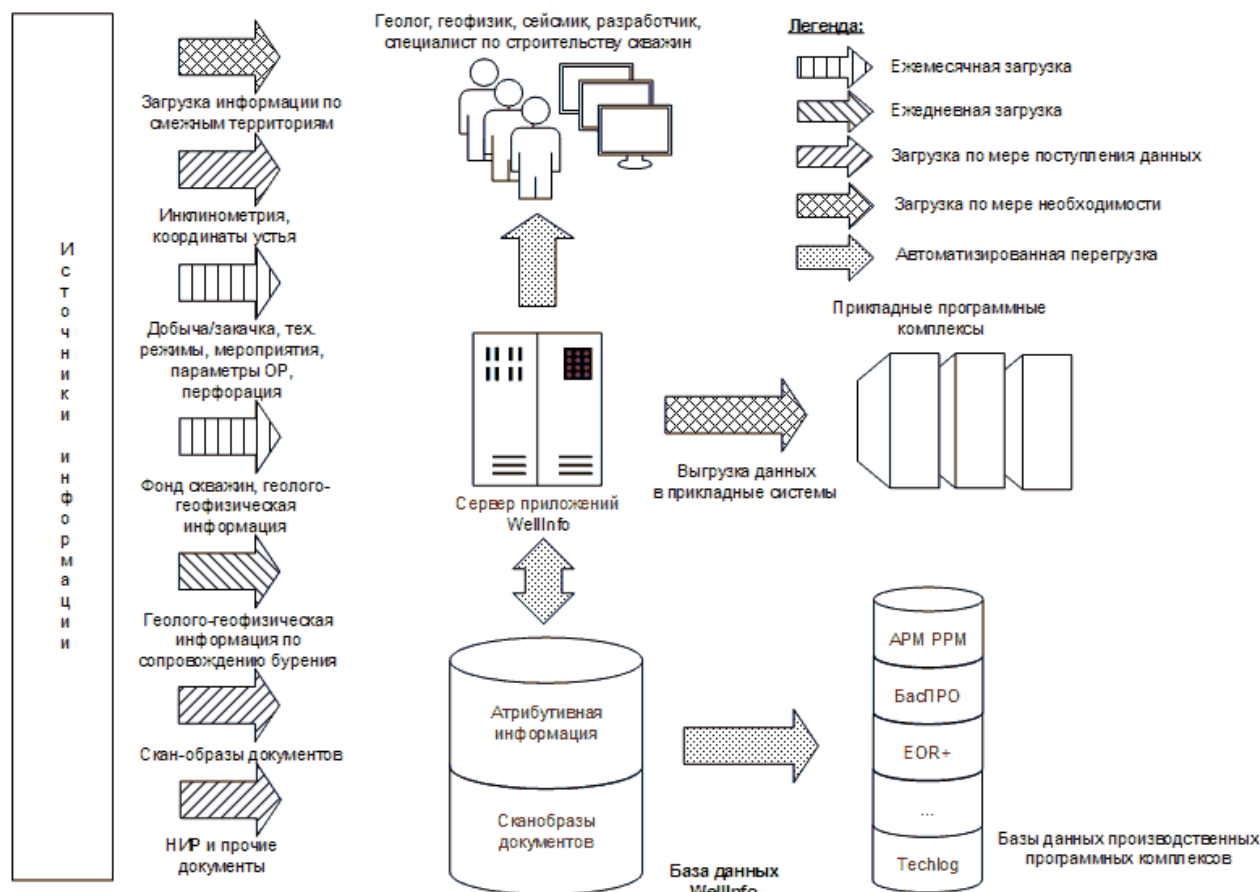 Источники информации
Загрузка информации по
смежным территориям
Инклинометрия,
координаты устья
Добыча/закачка, тех.
режимы, мероприятия,
параметры ОР,
перфорация
Фонд скважин, геолого-
геофизическая
информация
Геолого-геофизическая
информация по
сопровождению бурения
Скан-образы документов
НИР и прочие
документы
Геолог, геофизик, сейсмик, разработчик,
специалист по строительству скважин
Сервер приложений
WellInfo
Атрибутивная
информация
Сканобразы
документов
База данных
WellInfo
Легенда:
Ежемесячная загрузка
Ежедневная загрузка
Загрузка по мере поступления данных
Загрузка по мере необходимости
Автоматизированная перегрузка
Прикладные программные
комплексы
Выгрузка данных
в прикладные системы
АРМ РРМ
БасПРО
EOR+
...
Techlog
Базы данных производственных
программных комплексов